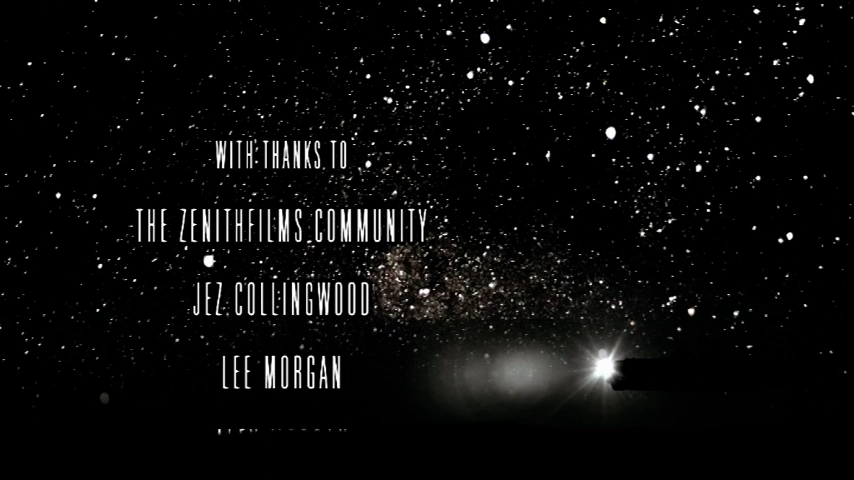 WITH THANKS TO
THE ZENITHFILMS COMMUNITY
JEZ COLLINGWOOD
LEE MORGAN